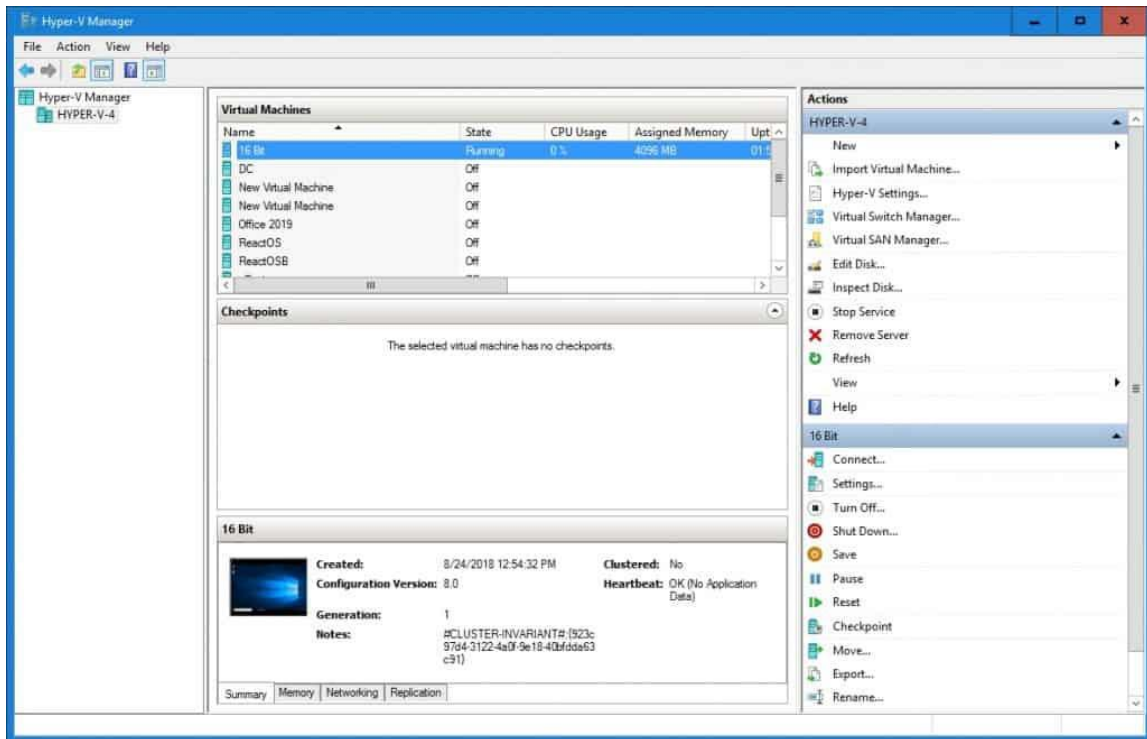 Hyper-V Manager
File Action View Help
Hyper-V Manager
HYPER-V-4
Virtual Machines
Name State CPU Usage Assigned Memory Upt
16 Bit Running 0 % 4096 MB 01:5
DC Off
New Virtual Machine Off
New Virtual Machine Off
Office 2019 Off
ReactOS Off
ReactOSB Off
Checkpoints
The selected virtual machine has no checkpoints.
16 Bit
Created: 8/24/2018 12:54:32 PM Clustered: No
Configuration Version: 8.0 Heartbeat: OK (No Application
Data)
Generation: 1
Notes: #CLUSTER-INVARIANT#:{923c
97d4-3122-4a0f-9e18-40bfdda63
c91}
Summary Memory Networking Replication
Actions
HYPER-V-4
New
Import Virtual Machine...
Hyper-V Settings...
Virtual Switch Manager...
Virtual SAN Manager...
Edit Disk...
Inspect Disk...
Stop Service
Remove Server
Refresh
View
Help
16 Bit
Connect...
Settings...
Turn Off...
Shut Down...
Save
Pause
Reset
Checkpoint
Move...
Export...
Rename...